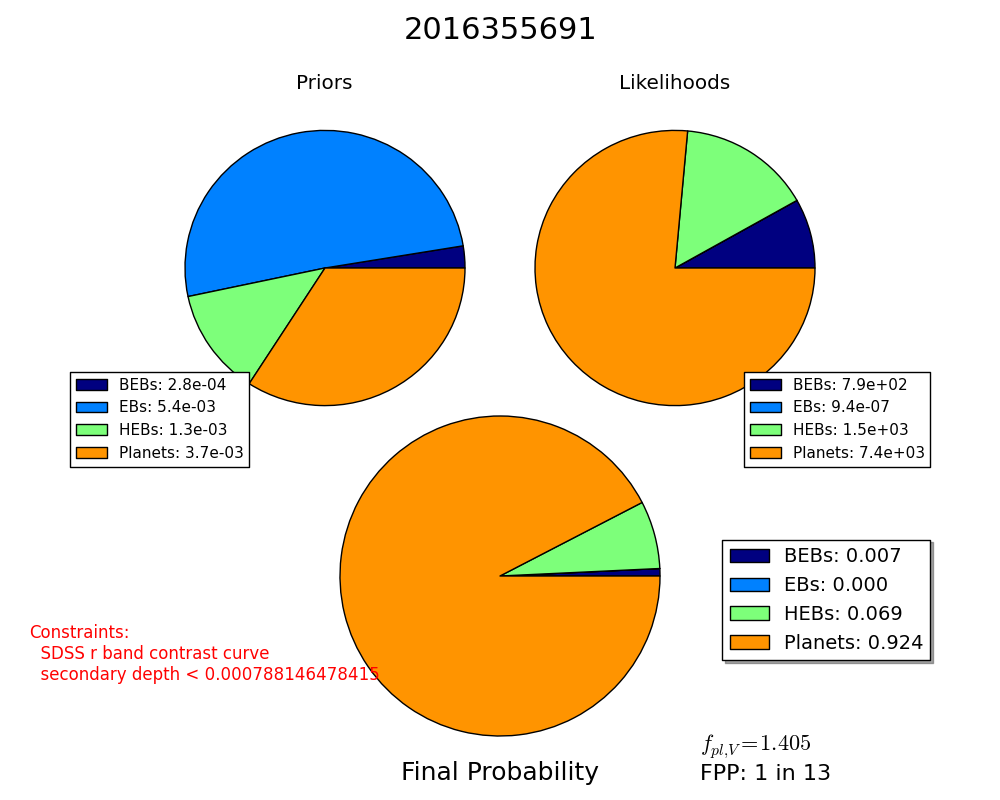 2016355691
Priors
Likelihoods
BEBs: 2.8e-04
EBs: 5.4e-03
HEBs: 1.3e-03
Planets: 3.7e-03
BEBs: 7.9e+02
EBs: 9.4e-07
HEBs: 1.5e+03
Planets: 7.4e+03
BEBs: 0.007
EBs: 0.000
HEBs: 0.069
Planets: 0.924
Constraints:
SDSS r band contrast curve
secondary depth < 0.000788146478415
f_{pl,V}=1.405
Final Probability
FPP: 1 in 13